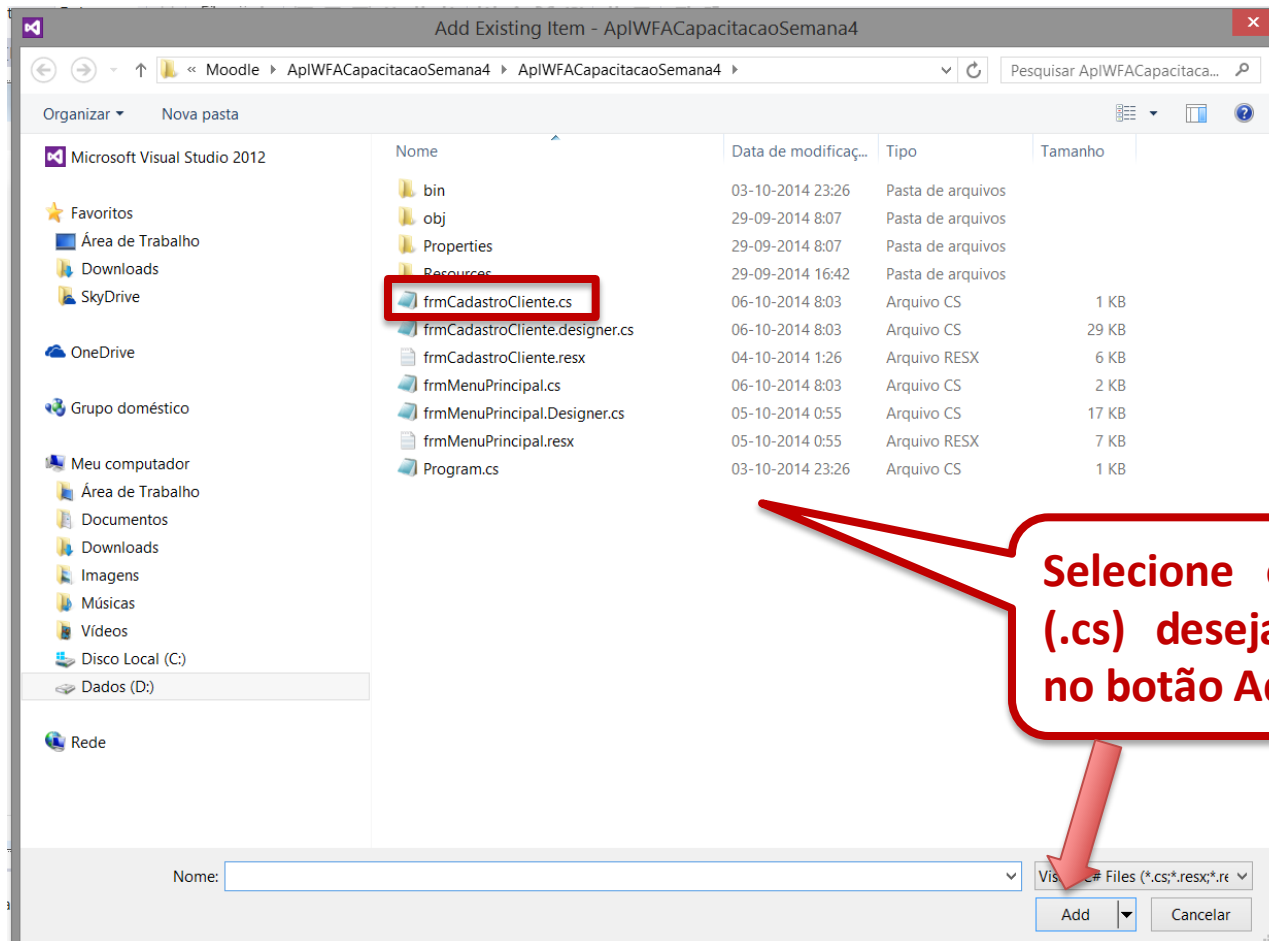 Add Existing Item - AplWFACapacitacaoSemana4
« Moodle AplWFACapacitacaoSemana4 AplWFACapacitacaoSemana4
Pesquisar AplWFACapacitaca...
Organizar Nova pasta
Microsoft Visual Studio 2012
Favoritos
Área de Trabalho
Downloads
SkyDrive
OneDrive
Grupo doméstico
Meu computador
Área de Trabalho
Documentos
Downloads
Imagens
Músicas
Vídeos
Disco Local (C:)
Dados (D:)
Rede
Nome Data de modificaç... Tipo Tamanho
bin 03-10-2014 23:26 Pasta de arquivos
obj 29-09-2014 8:07 Pasta de arquivos
Properties 29-09-2014 8:07 Pasta de arquivos
Resources 29-09-2014 16:42 Pasta de arquivos
frmCadastroCliente.cs 06-10-2014 8:03 Arquivo CS 1 KB
frmCadastroCliente.designer.cs 06-10-2014 8:03 Arquivo CS 29 KB
frmCadastroCliente.resx 04-10-2014 1:26 Arquivo RESX 6 KB
frmMenuPrincipal.cs 06-10-2014 8:03 Arquivo CS 2 KB
frmMenuPrincipal.Designer.cs 05-10-2014 0:55 Arquivo CS 17 KB
frmMenuPrincipal.resx 05-10-2014 0:55 Arquivo RESX 7 KB
Program.cs 03-10-2014 23:26 Arquivo CS 1 KB
Selecione
(.cs) desej
no botão A
Nome:
# Files (*.cs;*.resx;*.re
Add Cancelar